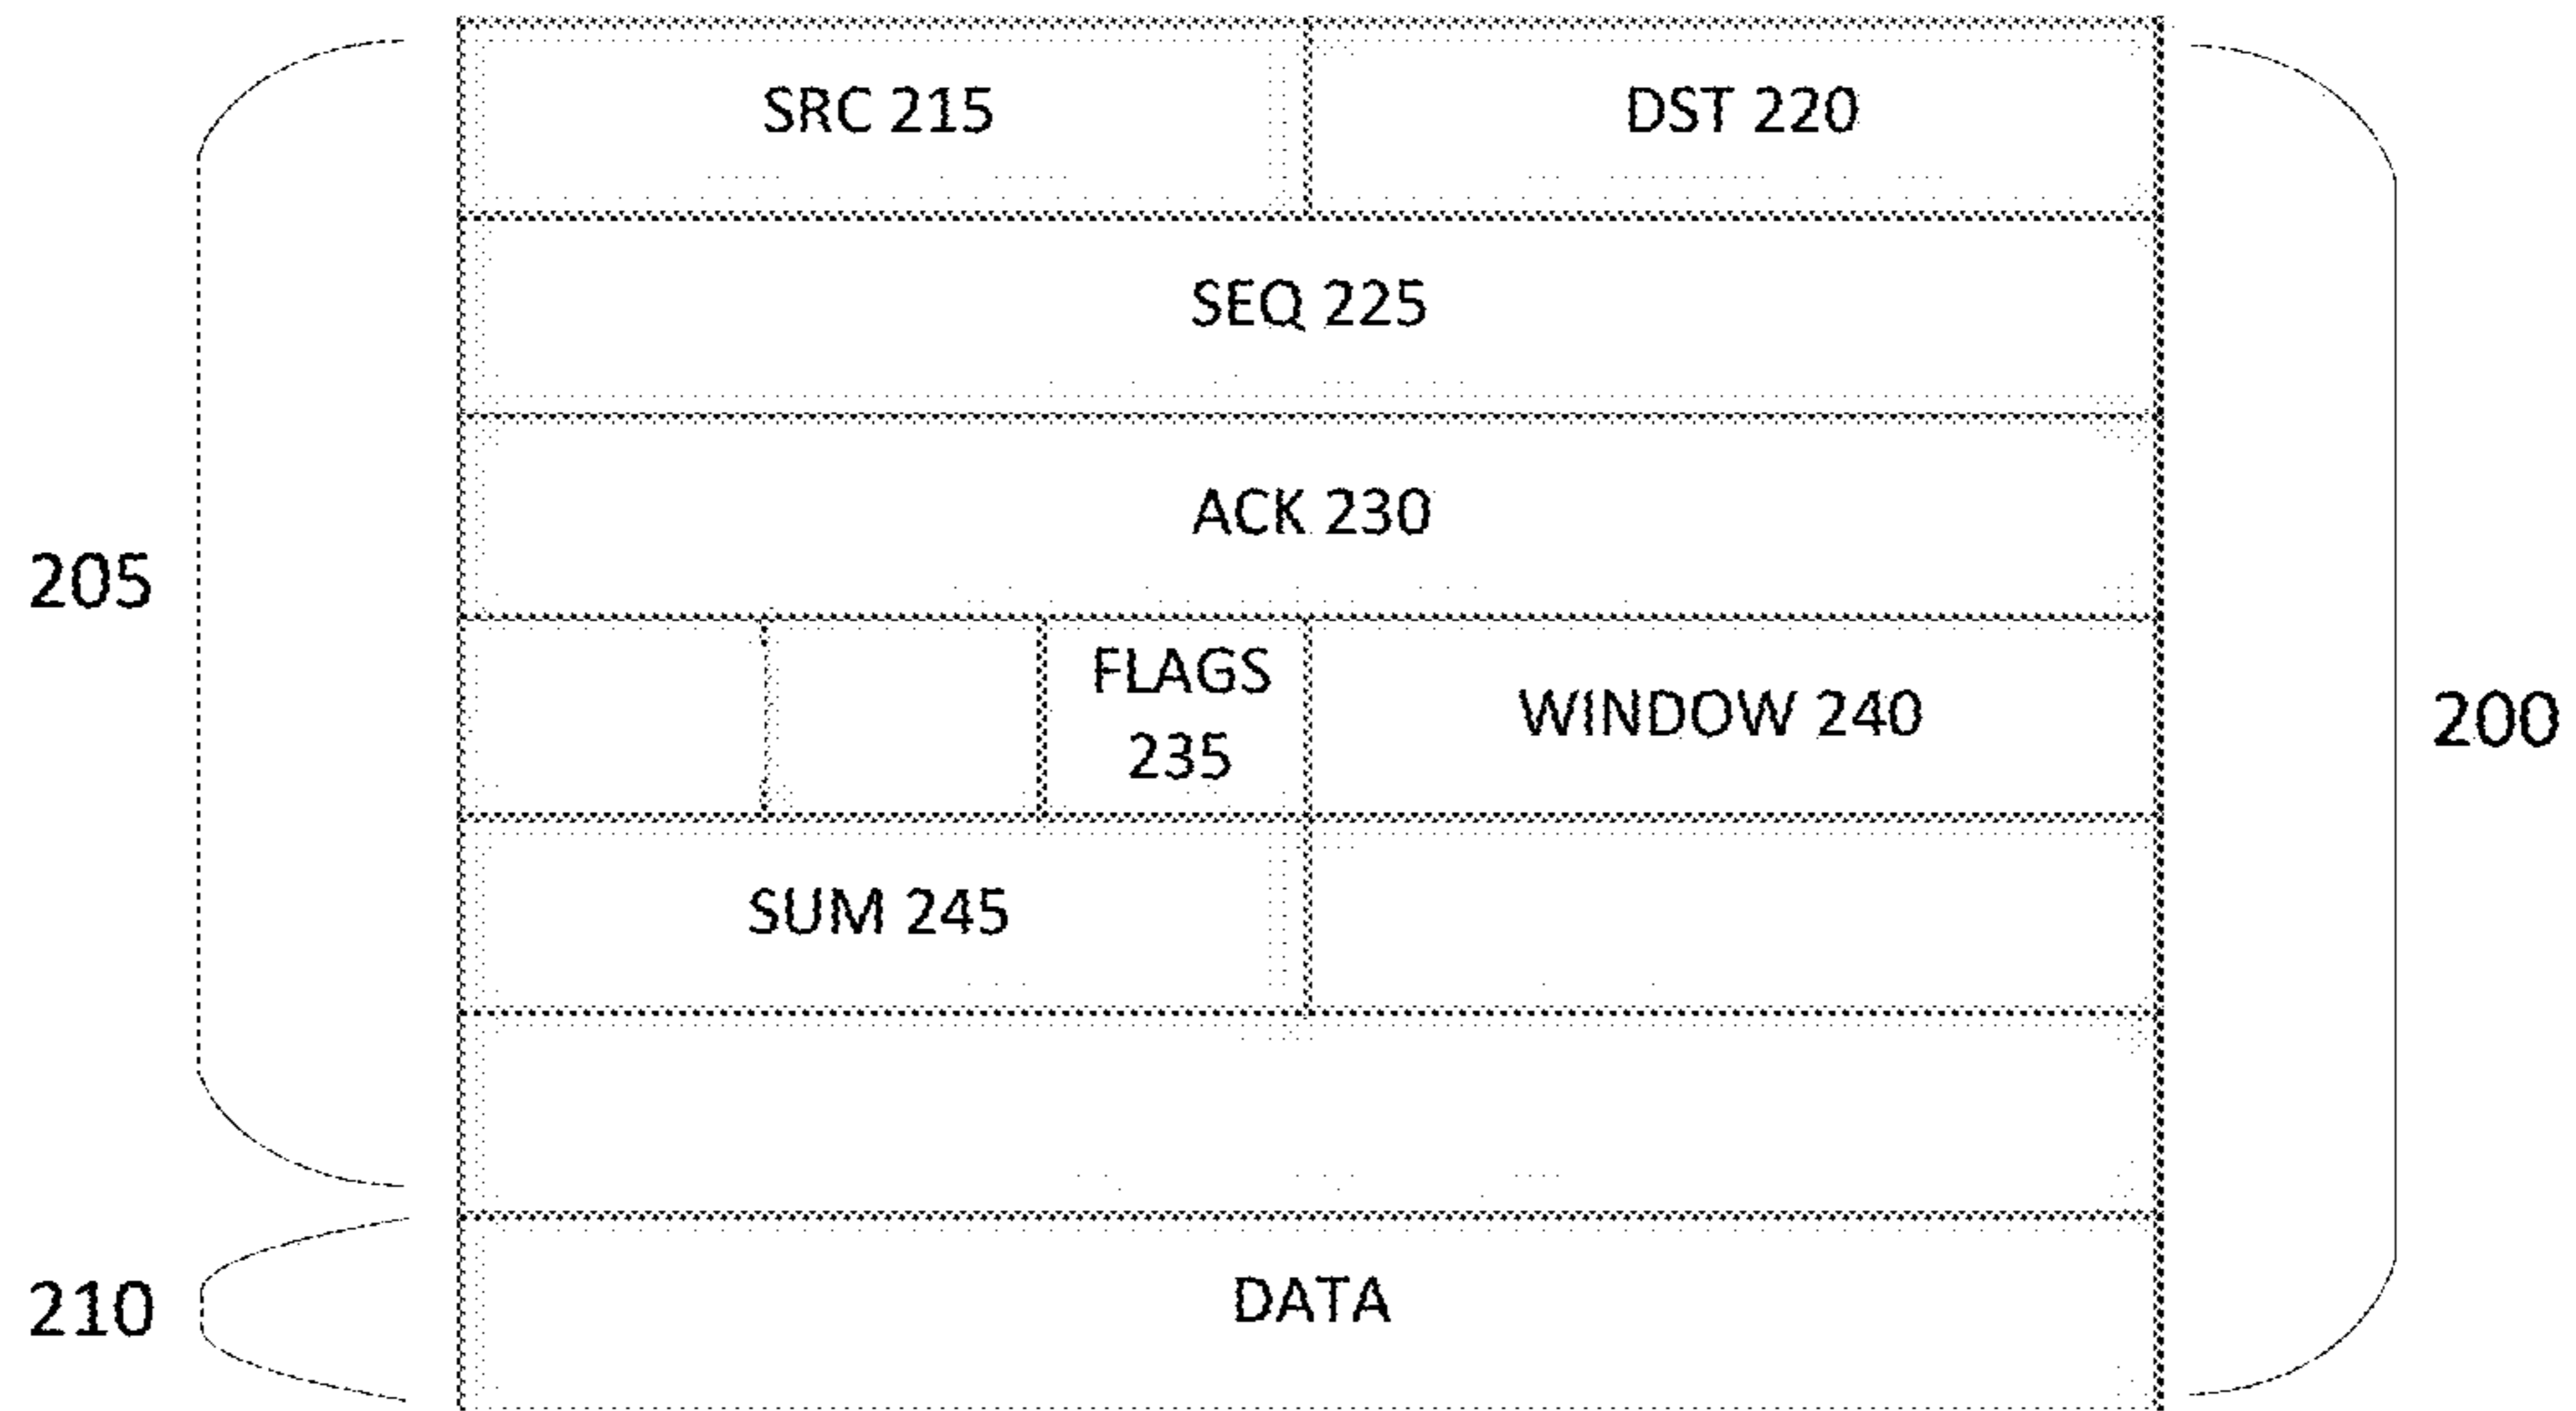 SRC 215
DST 220
SEQ 225
ACK 230
205
FLAGS
235
WINDOW 240
200
SUM 245
210
DATA